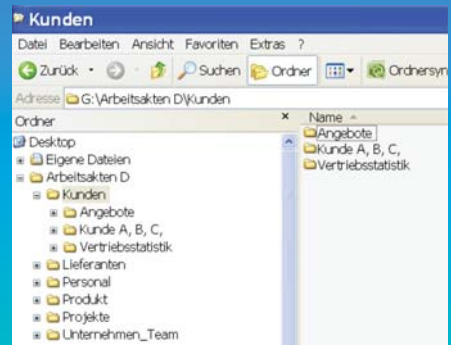 Kunden
Datei Bearbeiten Ansicht Favoriten Extras ?
Zurück Suchen Ordner Ordnersyn
Adresse G:\Arbeitsakten D\Kunden
Ordner × Name
Desktop
Eigene Dateien
Arbeitsakten D
Kunden
Angebote
Kunde A, B, C,
Vertriebsstatistik
Lieferanten
Personal
Produkt
Projekte
Unternehmen_Team
Angebote
Kunde A, B, C,
Vertriebsstatistik